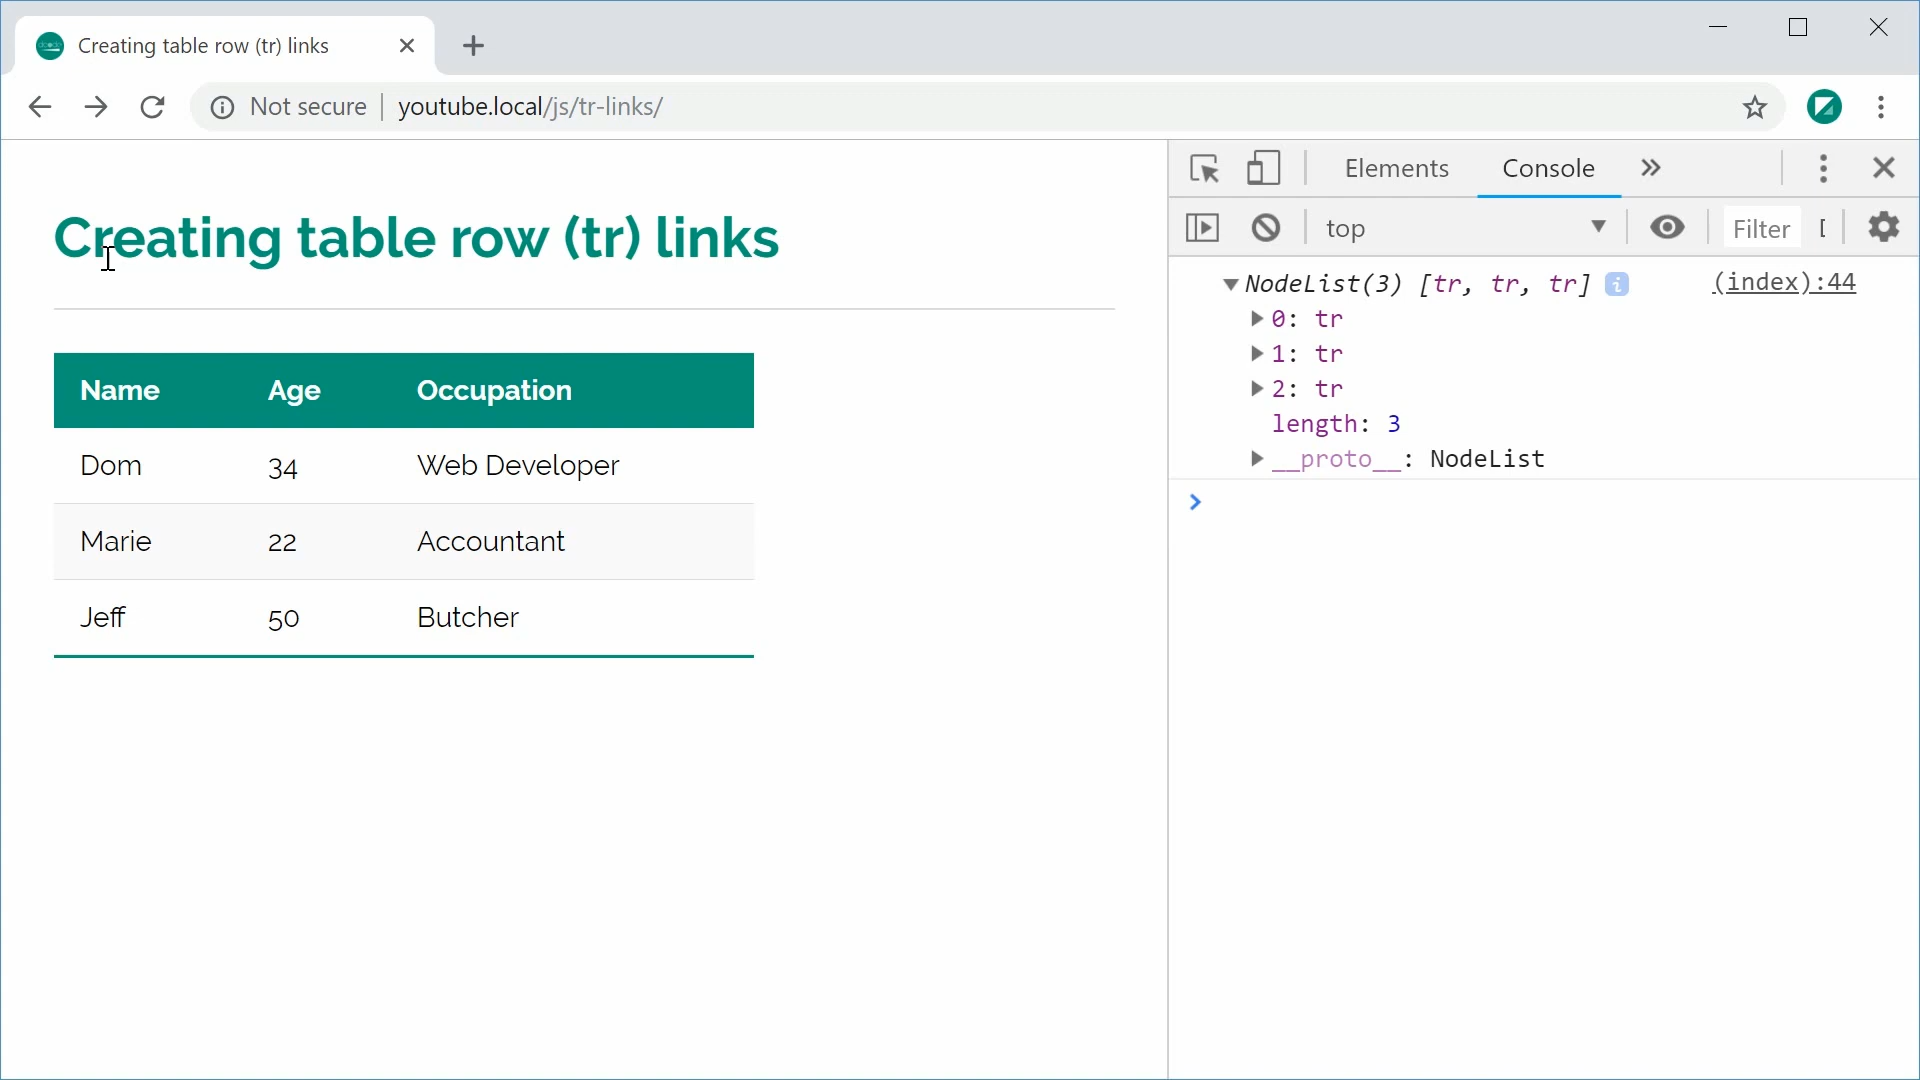 Creating table row (tr) links
Not secure youtube.local/js/tr-links/
Creating table row (tr) links
Name Age Occupation
Dom 34 Web Developer
Marie 22 Accountant
Jeff 50 Butcher
Elements Console
top Filter
NodeList(3) [tr, tr, tr] i (index):44
0: tr
1: tr
2: tr
length: 3
__proto__: NodeList